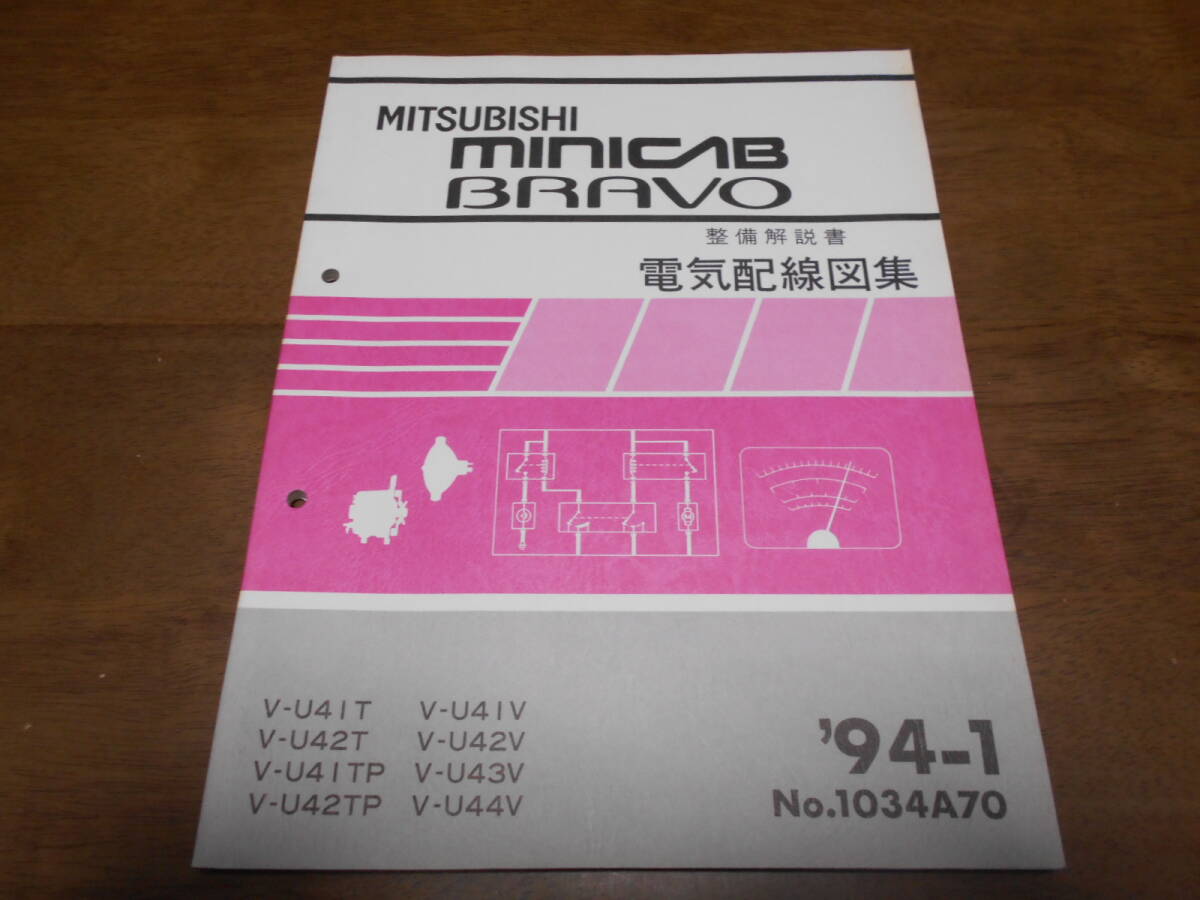 MITSUBISHI
MINICAB
BRAVO
整備解説書
電気配線図集
V-U41T V-U41V
V-U42T V-U42V
V-U41TP V-U43V
V-U42TP V-U44V
'94-1
No.1034A70